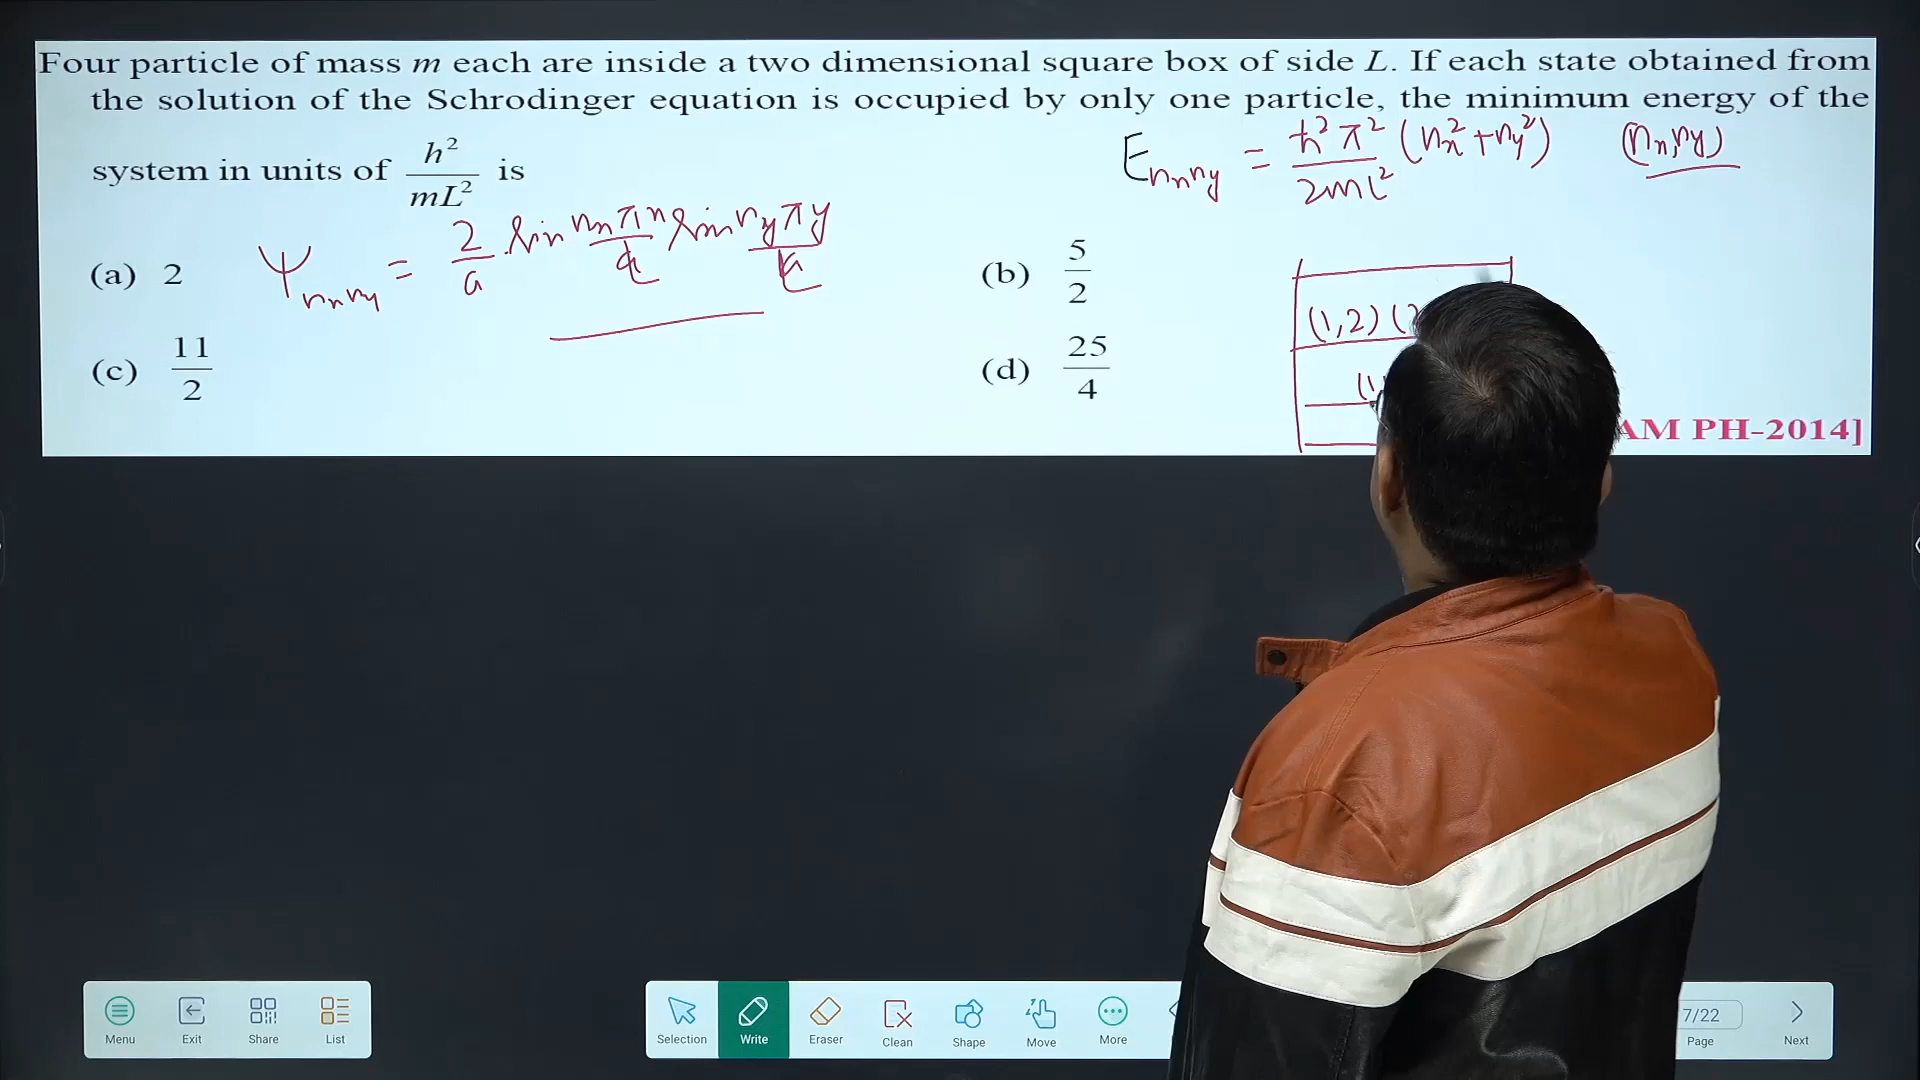 Four particle of mass m each are inside a two dimensional square box of side L. If each state obtained from
the solution of the Schrodinger equation is occupied by only one particle, the minimum energy of the
system in units of h²/mL² is
E_{nxny} = ħ²π²/2mL² (nx²+ny²) (nx,ny)
ψ_{nxny} = 2/a sin nxπx/L sin nyπy/L
(a) 2
(b) 5/2
(1,2) (2
(c) 11/2
(d) 25/4
(1,
AM PH-2014]
Menu Exit Share List
Selection Write Eraser Clean Shape Move More
7/22
Page
Next